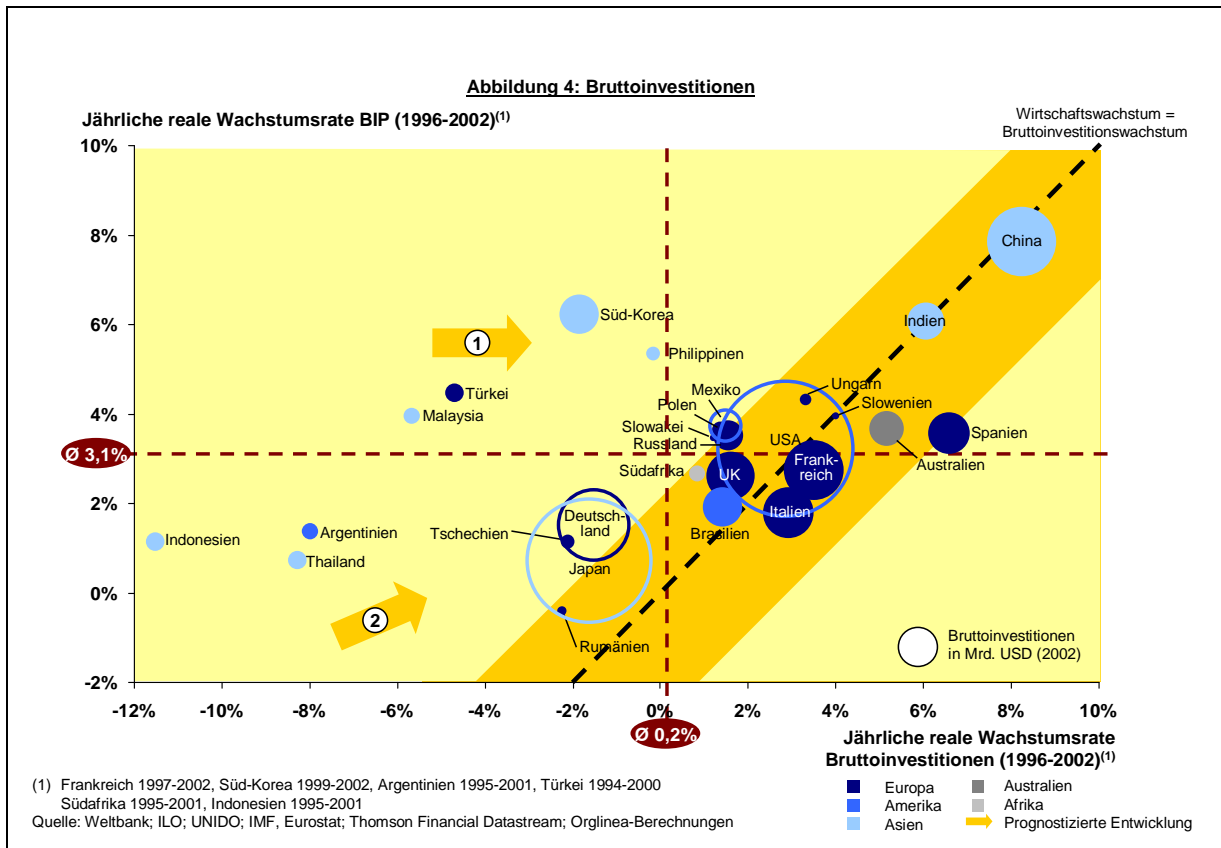 Abbildung 4: Bruttoinvestitionen
Jährliche reale Wachstumsrate BIP (1996-2002)(1)
Wirtschaftswachstum =
Bruttoinvestitionswachstum
10%
8%
6%
4%
Ø 3,1%
2%
0%
-2%
China
Indien
Süd-Korea
1
Philippinen
Türkei
Malaysia
Mexiko
Polen
Slowakei
Russland
Südafrika
Ungarn
Slowenien
USA
Spanien
Australien
UK
Frank-
reich
Italien
Brasilien
Deutsch-
land
Tschechien
Japan
Indonesien
Argentinien
Thailand
2
Rumänien
Bruttoinvestitionen
in Mrd. USD (2002)
-12%
-10%
-8%
-6%
-4%
-2%
0%
2%
4%
6%
8%
10%
Ø 0,2%
Jährliche reale Wachstumsrate
Bruttoinvestitionen (1996-2002)(1)
(1) Frankreich 1997-2002, Süd-Korea 1999-2002, Argentinien 1995-2001, Türkei 1994-2000
Südafrika 1995-2001, Indonesien 1995-2001
Quelle: Weltbank; ILO; UNIDO; IMF, Eurostat; Thomson Financial Datastream; Orglinea-Berechnungen
Europa
Amerika
Asien
Australien
Afrika
Prognostizierte Entwicklung